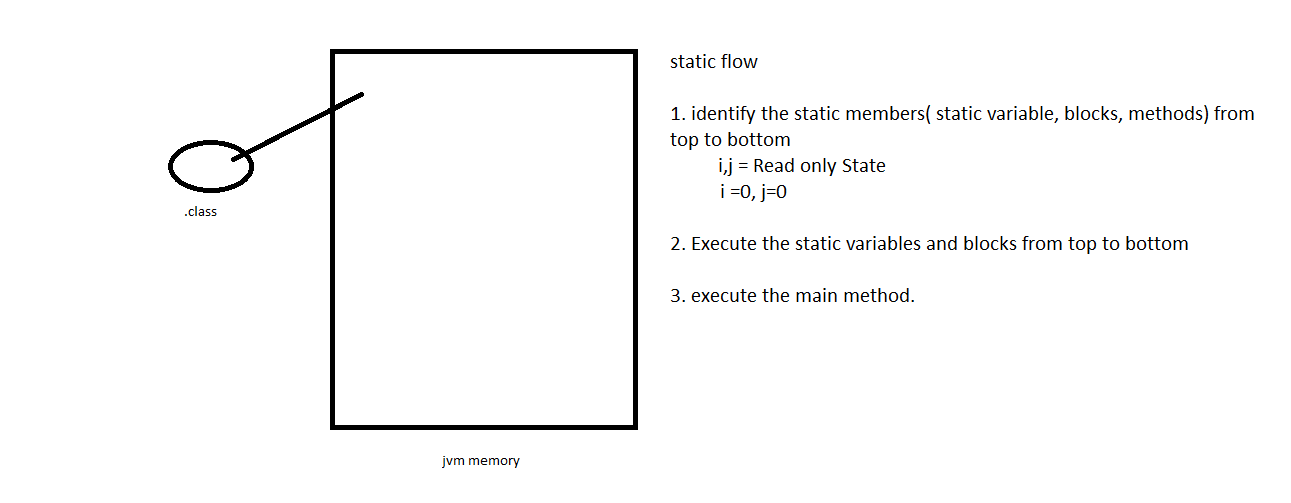 static flow
1. identify the static members( static variable, blocks, methods) from
top to bottom
i,j = Read only State
i =0, j=0
2. Execute the static variables and blocks from top to bottom
3. execute the main method.
.class
jvm memory